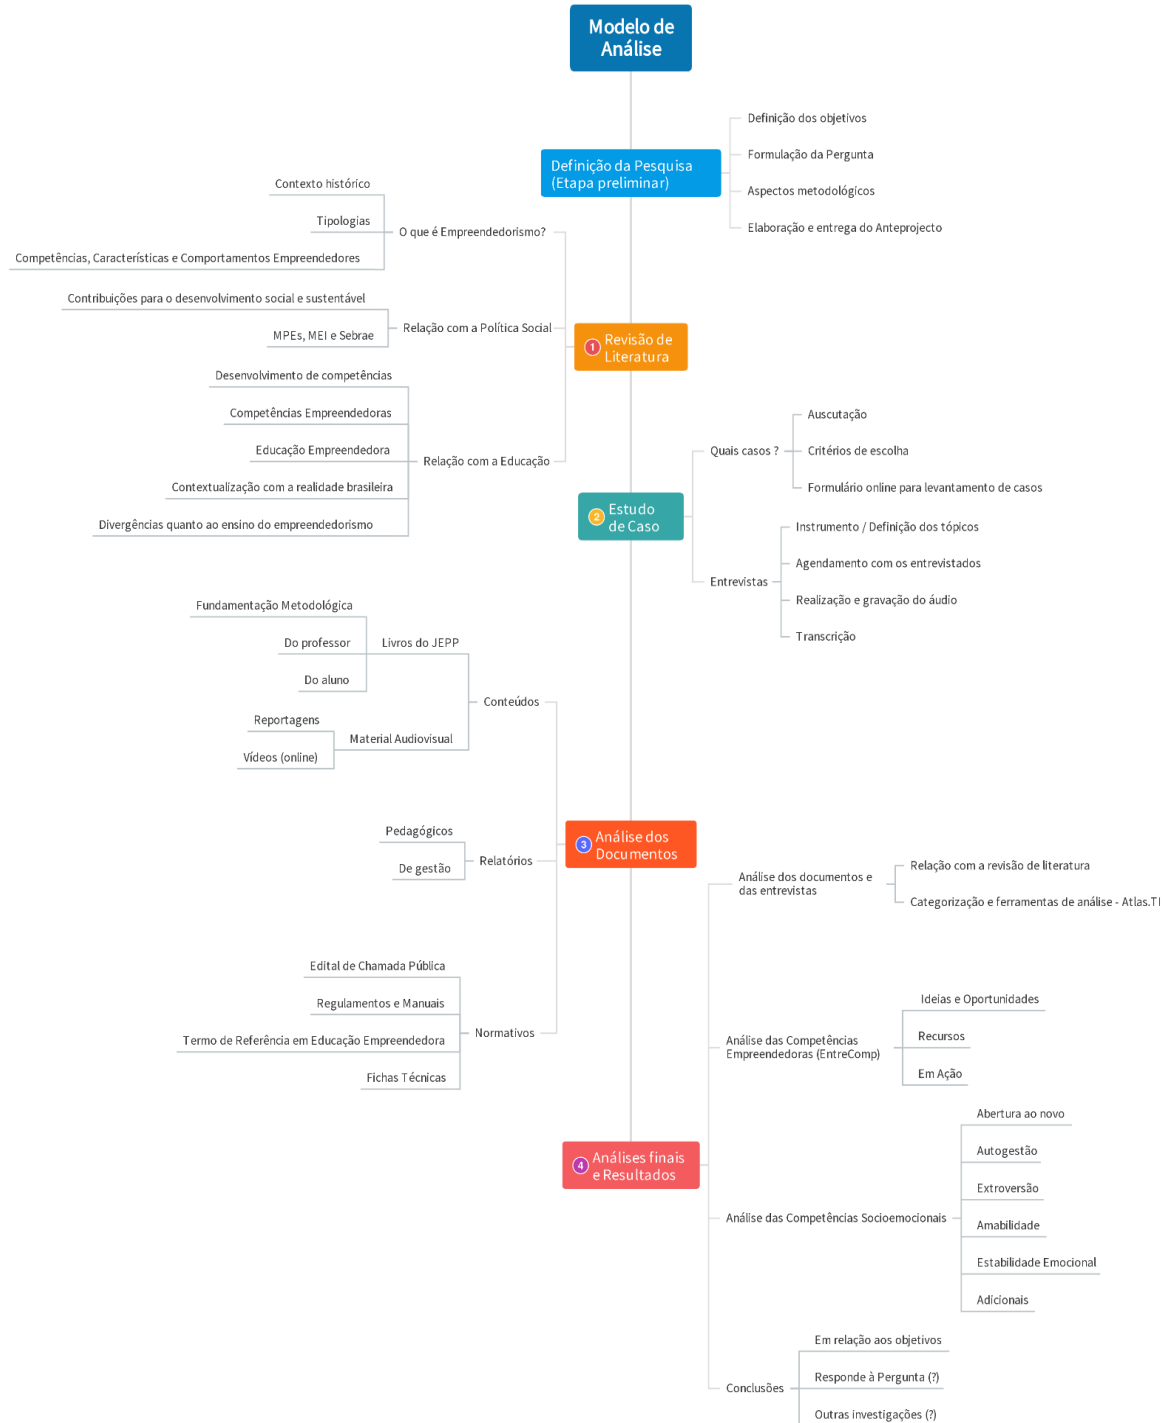 Modelo de
Análise
Definição da Pesquisa
(Etapa preliminar)
Definição dos objetivos
Formulação da Pergunta
Aspectos metodológicos
Elaboração e entrega do Anteprojecto
1
Revisão de
Literatura
O que é Empreendedorismo?
Contexto histórico
Tipologias
Competências, Características e Comportamentos Empreendedores
Relação com a Política Social
Contribuições para o desenvolvimento social e sustentável
MPEs, MEI e Sebrae
Relação com a Educação
Desenvolvimento de competências
Competências Empreendedoras
Educação Empreendedora
Contextualização com a realidade brasileira
Divergências quanto ao ensino do empreendedorismo
2
Estudo
de Caso
Quais casos ?
Auscutação
Critérios de escolha
Formulário online para levantamento de casos
Entrevistas
Instrumento / Definição dos tópicos
Agendamento com os entrevistados
Realização e gravação do áudio
Transcrição
3
Análise dos
Documentos
Conteúdos
Livros do JEPP
Fundamentação Metodológica
Do professor
Do aluno
Material Audiovisual
Reportagens
Vídeos (online)
Relatórios
Pedagógicos
De gestão
Normativos
Edital de Chamada Pública
Regulamentos e Manuais
Termo de Referência em Educação Empreendedora
Fichas Técnicas
4
Análises finais
e Resultados
Análise dos documentos e
das entrevistas
Relação com a revisão de literatura
Categorização e ferramentas de análise - Atlas.TI
Análise das Competências
Empreendedoras (EntreComp)
Ideias e Oportunidades
Recursos
Em Ação
Análise das Competências Socioemocionais
Abertura ao novo
Autogestão
Extroversão
Amabilidade
Estabilidade Emocional
Adicionais
Conclusões
Em relação aos objetivos
Responde à Pergunta (?)
Outras investigações (?)